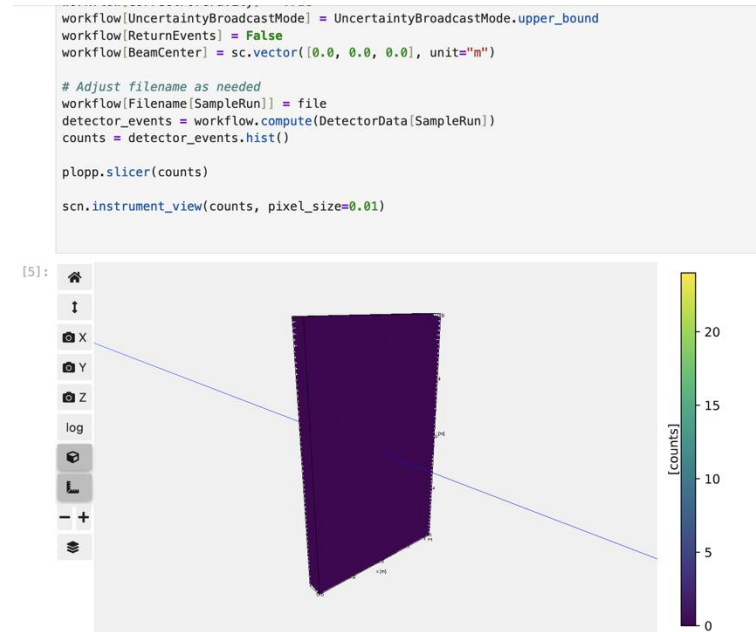 workflow[UncertaintyBroadcastMode] = UncertaintyBroadcastMode.upper_bound
workflow[ReturnEvents] = False
workflow[BeamCenter] = sc.vector([0.0, 0.0, 0.0], unit="m")
# Adjust filename as needed
workflow[Filename[SampleRun]] = file
detector_events = workflow.compute(DetectorData[SampleRun])
counts = detector_events.hist()
plopp.slicer(counts)
scn.instrument_view(counts, pixel_size=0.01)
[5]:
X
Y
Z
log
20
15
10
5
0
[counts]